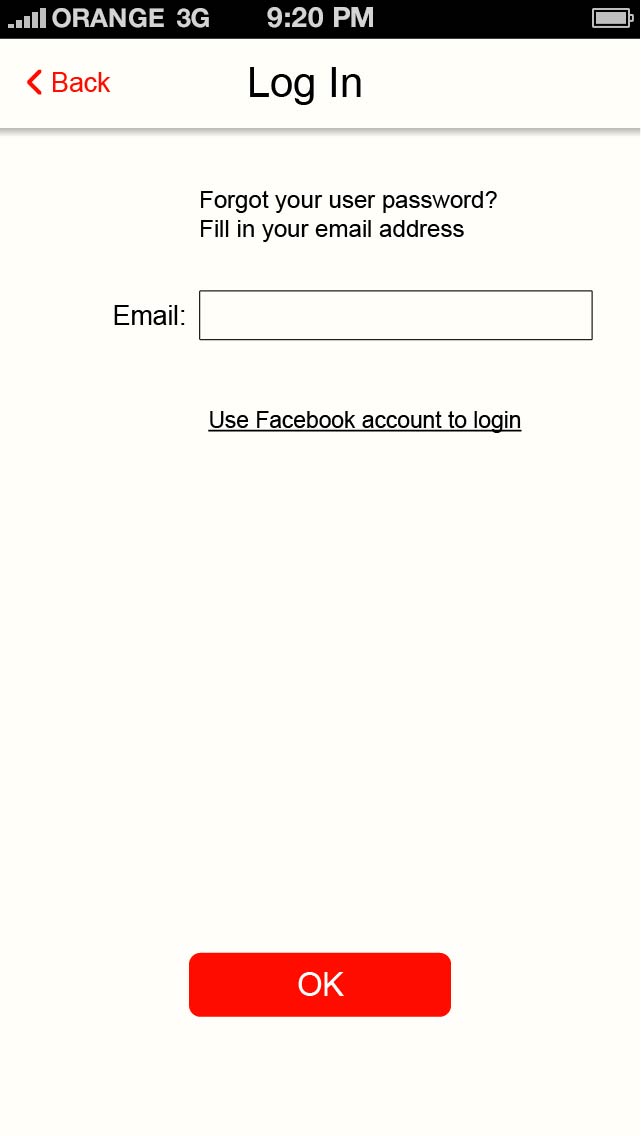 ORANGE 3G 9:20 PM
Back Log In
Forgot your user password?
Fill in your email address
Email:
Use Facebook account to login
OK